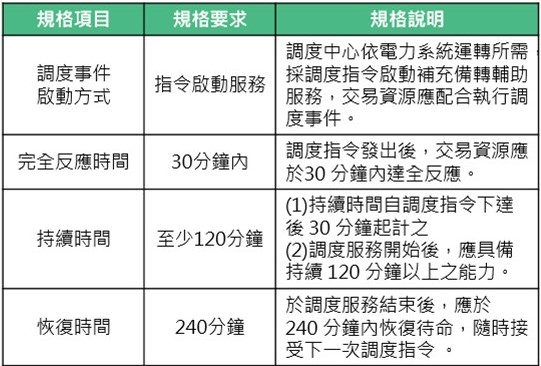 規格項目
規格要求
規格說明
調度事件
啟動方式
指令啟動服務
調度中心依電力系統運轉所需，
採調度指令啟動補充備轉輔助
服務，交易資源應配合執行調
度事件。
完全反應時間
30分鐘內
調度指令發出後，交易資源應
於30 分鐘內達全反應。
持續時間
至少120分鐘
(1)持續時間自調度指令下達
後 30 分鐘起計之
(2)調度服務開始後，應具備
持續 120 分鐘以上之能力。
恢復時間
240分鐘
於調度服務結束後，應於
240 分鐘內恢復待命，隨時接
受下一次調度指令 。